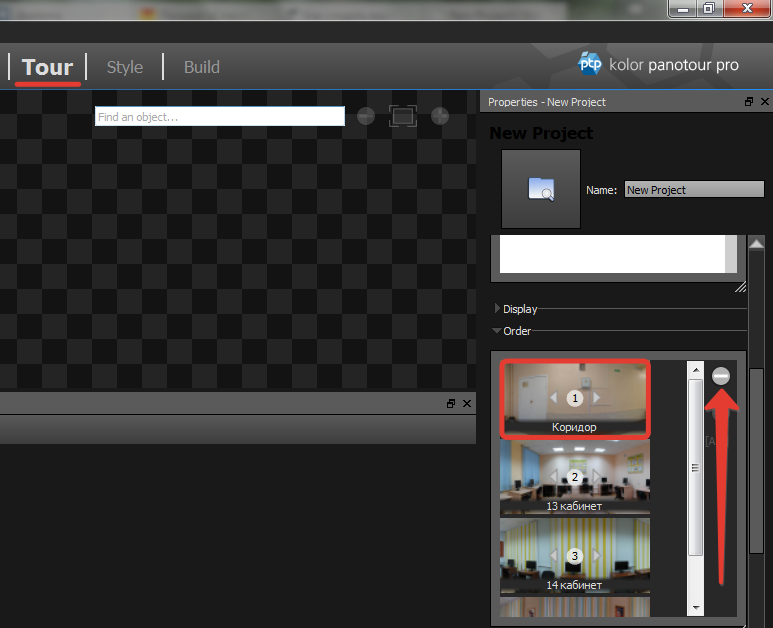 Tour Style Build
ptp kolor panotour pro
Find an object...
Properties - New Project
New Project
Name: New Project
Display
Order
1
Коридор
2
13 кабинет
3
14 кабинет